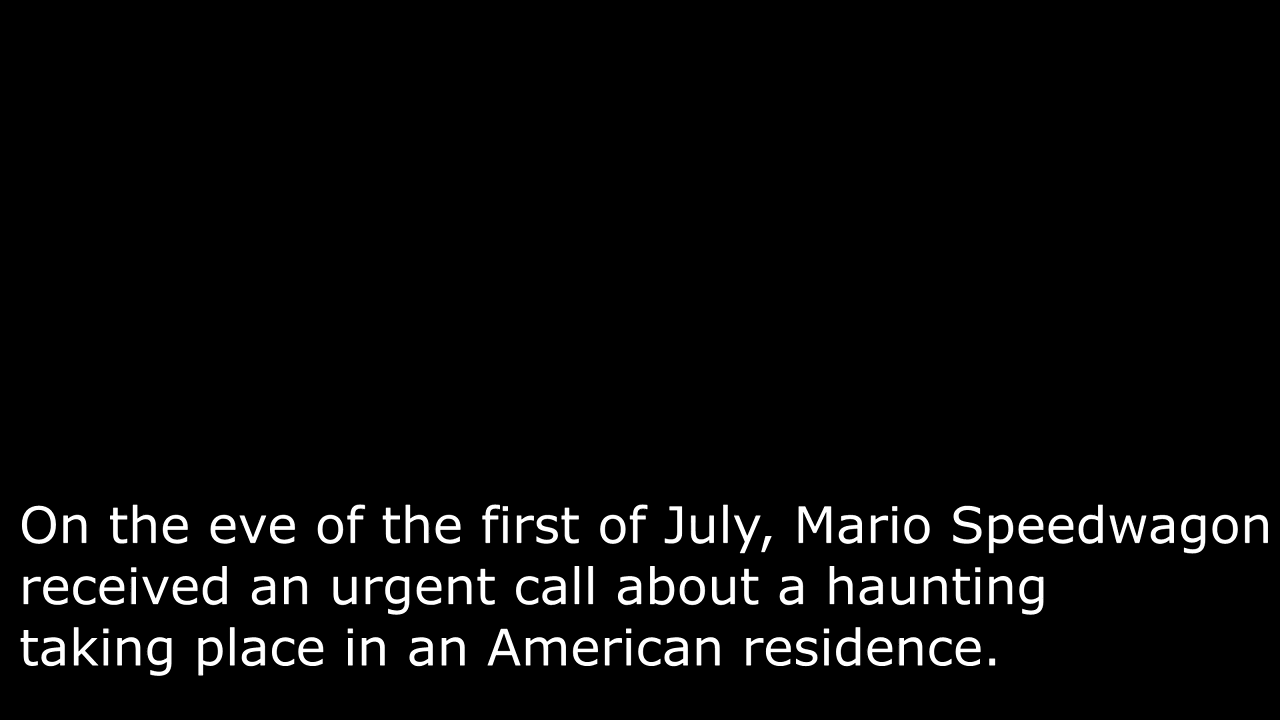 On the eve of the first of July, Mario Speedwagon
received an urgent call about a haunting
taking place in an American residence.